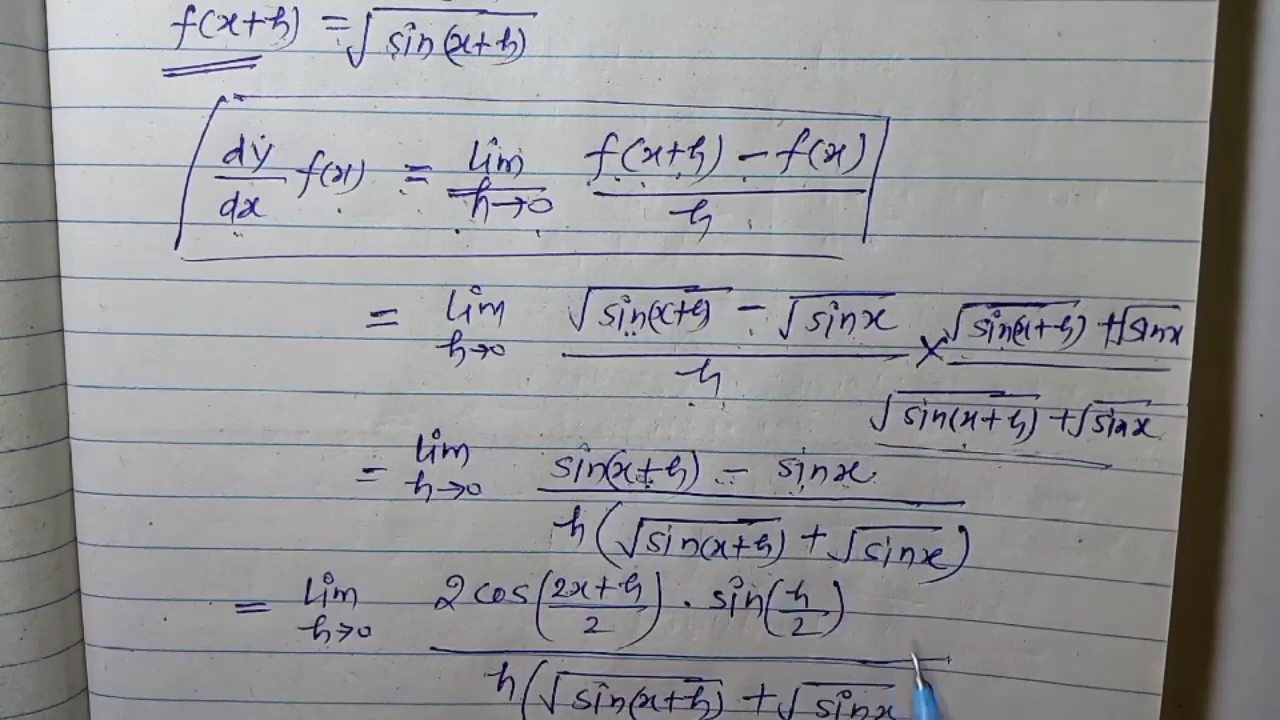 f(x+h) = √sin(x+h)
dy/dx f(x) = lim h→0 (f(x+h) - f(x))/h
= lim h→0 (√sin(x+h) - √sinx)/h × (√sin(x+h) + √sinx)/(√sin(x+h) + √sinx)
= lim h→0 (sin(x+h) - sinx)/(h(√sin(x+h) + √sinx))
= lim h→0 (2cos((2x+h)/2) · sin(h/2))/(h(√sin(x+h) + √sinx